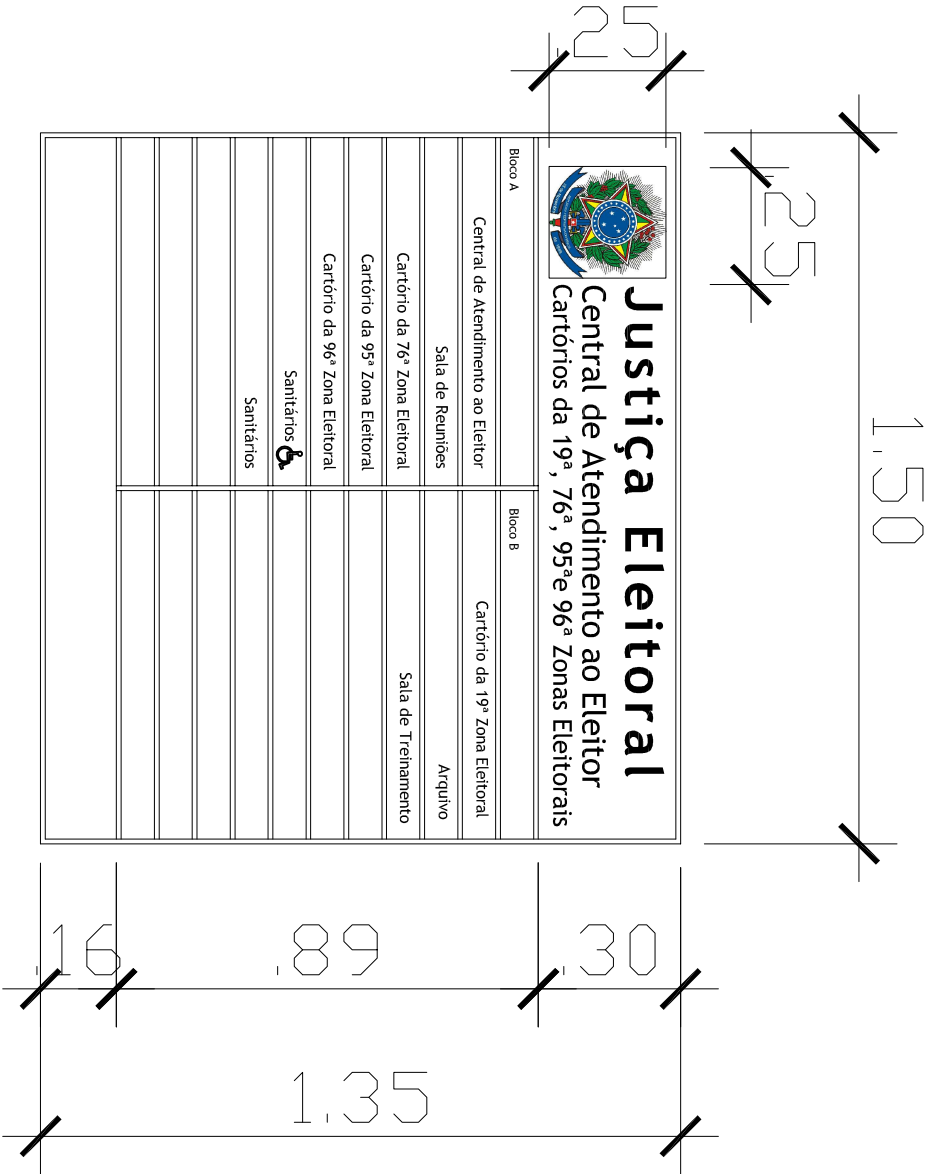 Justiça Eleitoral
Central de Atendimento ao Eleitor
Cartórios da 19ª, 76ª, 95ªe 96ª Zonas Eleitorais
Bloco A
Central de Atendimento ao Eleitor
Sala de Reuniões
Cartório da 76ª Zona Eleitoral
Cartório da 95ª Zona Eleitoral
Cartório da 96ª Zona Eleitoral
Sanitários
Sanitários
Bloco B
Cartório da 19ª Zona Eleitoral
Arquivo
Sala de Treinamento
.25
.25
1.50
.16
.89
.30
1.35